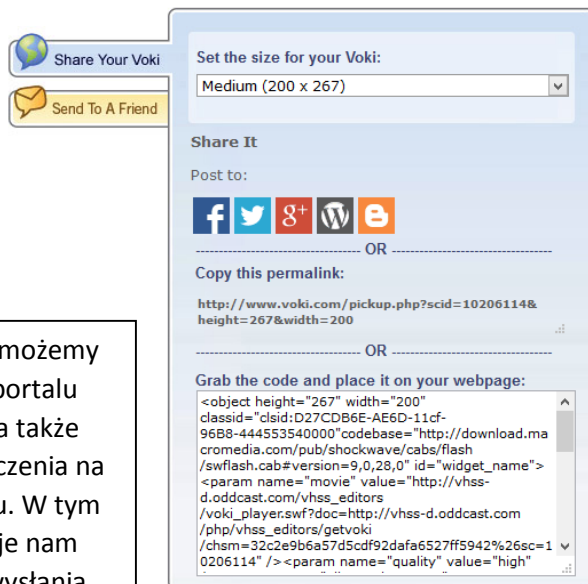 Share Your Voki
Send To A Friend
Set the size for your Voki:
Medium (200 x 267)
Share It
Post to:
f
g+
W
B
OR
Copy this permalink:
http://www.voki.com/pickup.php?scid=10206114&
height=267&width=200
OR
Grab the code and place it on your webpage:
<object height="267" width="200"
classid="clsid:D27CDB6E-AE6D-11cf-
96B8-444553540000"codebase="http://download.ma
cromedia.com/pub/shockwave/cabs/flash
/swflash.cab#version=9,0,28,0" id="widget_name">
<param name="movie" value="http://vhss-
d.oddcast.com/vhss_editors
/voki_player.swf?doc=http://vhss-d.oddcast.com
/php/vhss_editors/getvoki
/chsm=32c2e9b6a57d5cdf92dafa6527ff5942%26sc=1
0206114" /><param name="quality" value="high"
możemy
portalu
a także
czenia na
u. W tym
je nam
wysłania